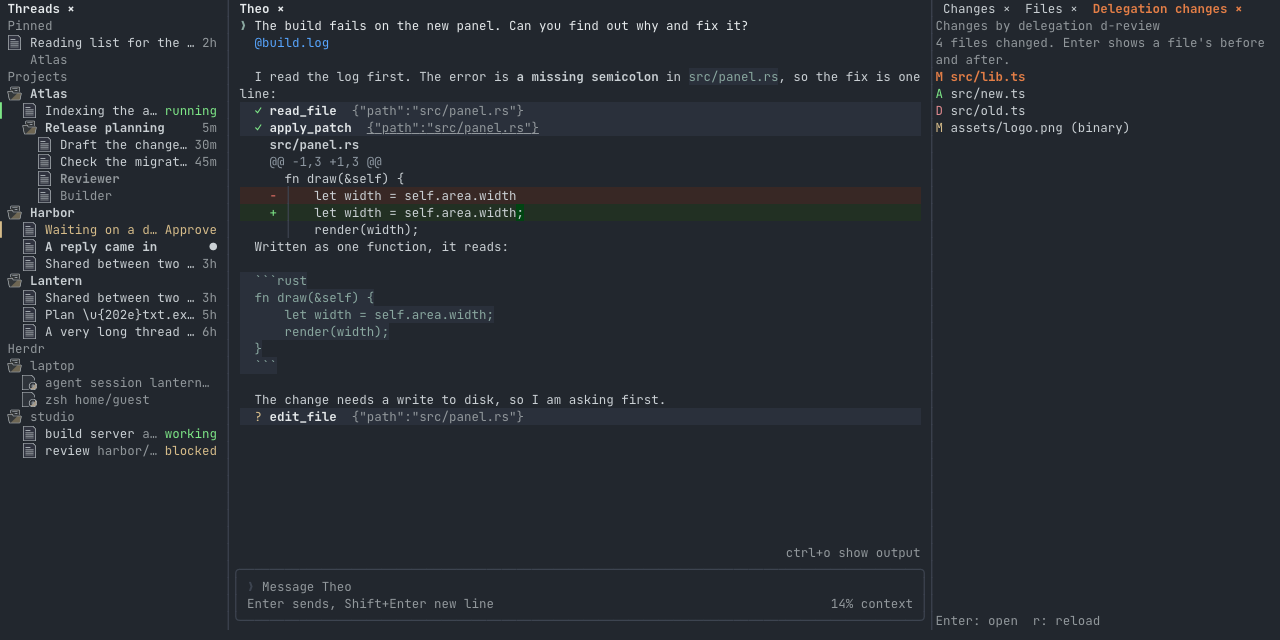 Threads ×
Pinned
Reading list for the … 2h
Atlas
Projects
Atlas
Indexing the a… running
Release planning 5m
Draft the change… 30m
Check the migrat… 45m
Reviewer
Builder
Harbor
Waiting on a d… Approve
A reply came in ●
Shared between two … 3h
Lantern
Shared between two … 3h
Plan \u{202e}txt.ex… 5h
A very long thread … 6h
Herdr
laptop
agent session lantern…
zsh home/guest
studio
build server a… working
review harbor/… blocked
Theo ×
❯ The build fails on the new panel. Can you find out why and fix it?
@build.log
I read the log first. The error is a missing semicolon in src/panel.rs, so the fix is one
line:
✓ read_file {"path":"src/panel.rs"}
✓ apply_patch {"path":"src/panel.rs"}
src/panel.rs
@@ -1,3 +1,3 @@
fn draw(&self) {
- let width = self.area.width
+ let width = self.area.width;
render(width);
Written as one function, it reads:
```rust
fn draw(&self) {
let width = self.area.width;
render(width);
}
```
The change needs a write to disk, so I am asking first.
? edit_file {"path":"src/panel.rs"}
ctrl+o show output
❯ Message Theo
Enter sends, Shift+Enter new line 14% context
Changes × Files × Delegation changes ×
Changes by delegation d-review
4 files changed. Enter shows a file's before
and after.
M src/lib.ts
A src/new.ts
D src/old.ts
M assets/logo.png (binary)
Enter: open r: reload